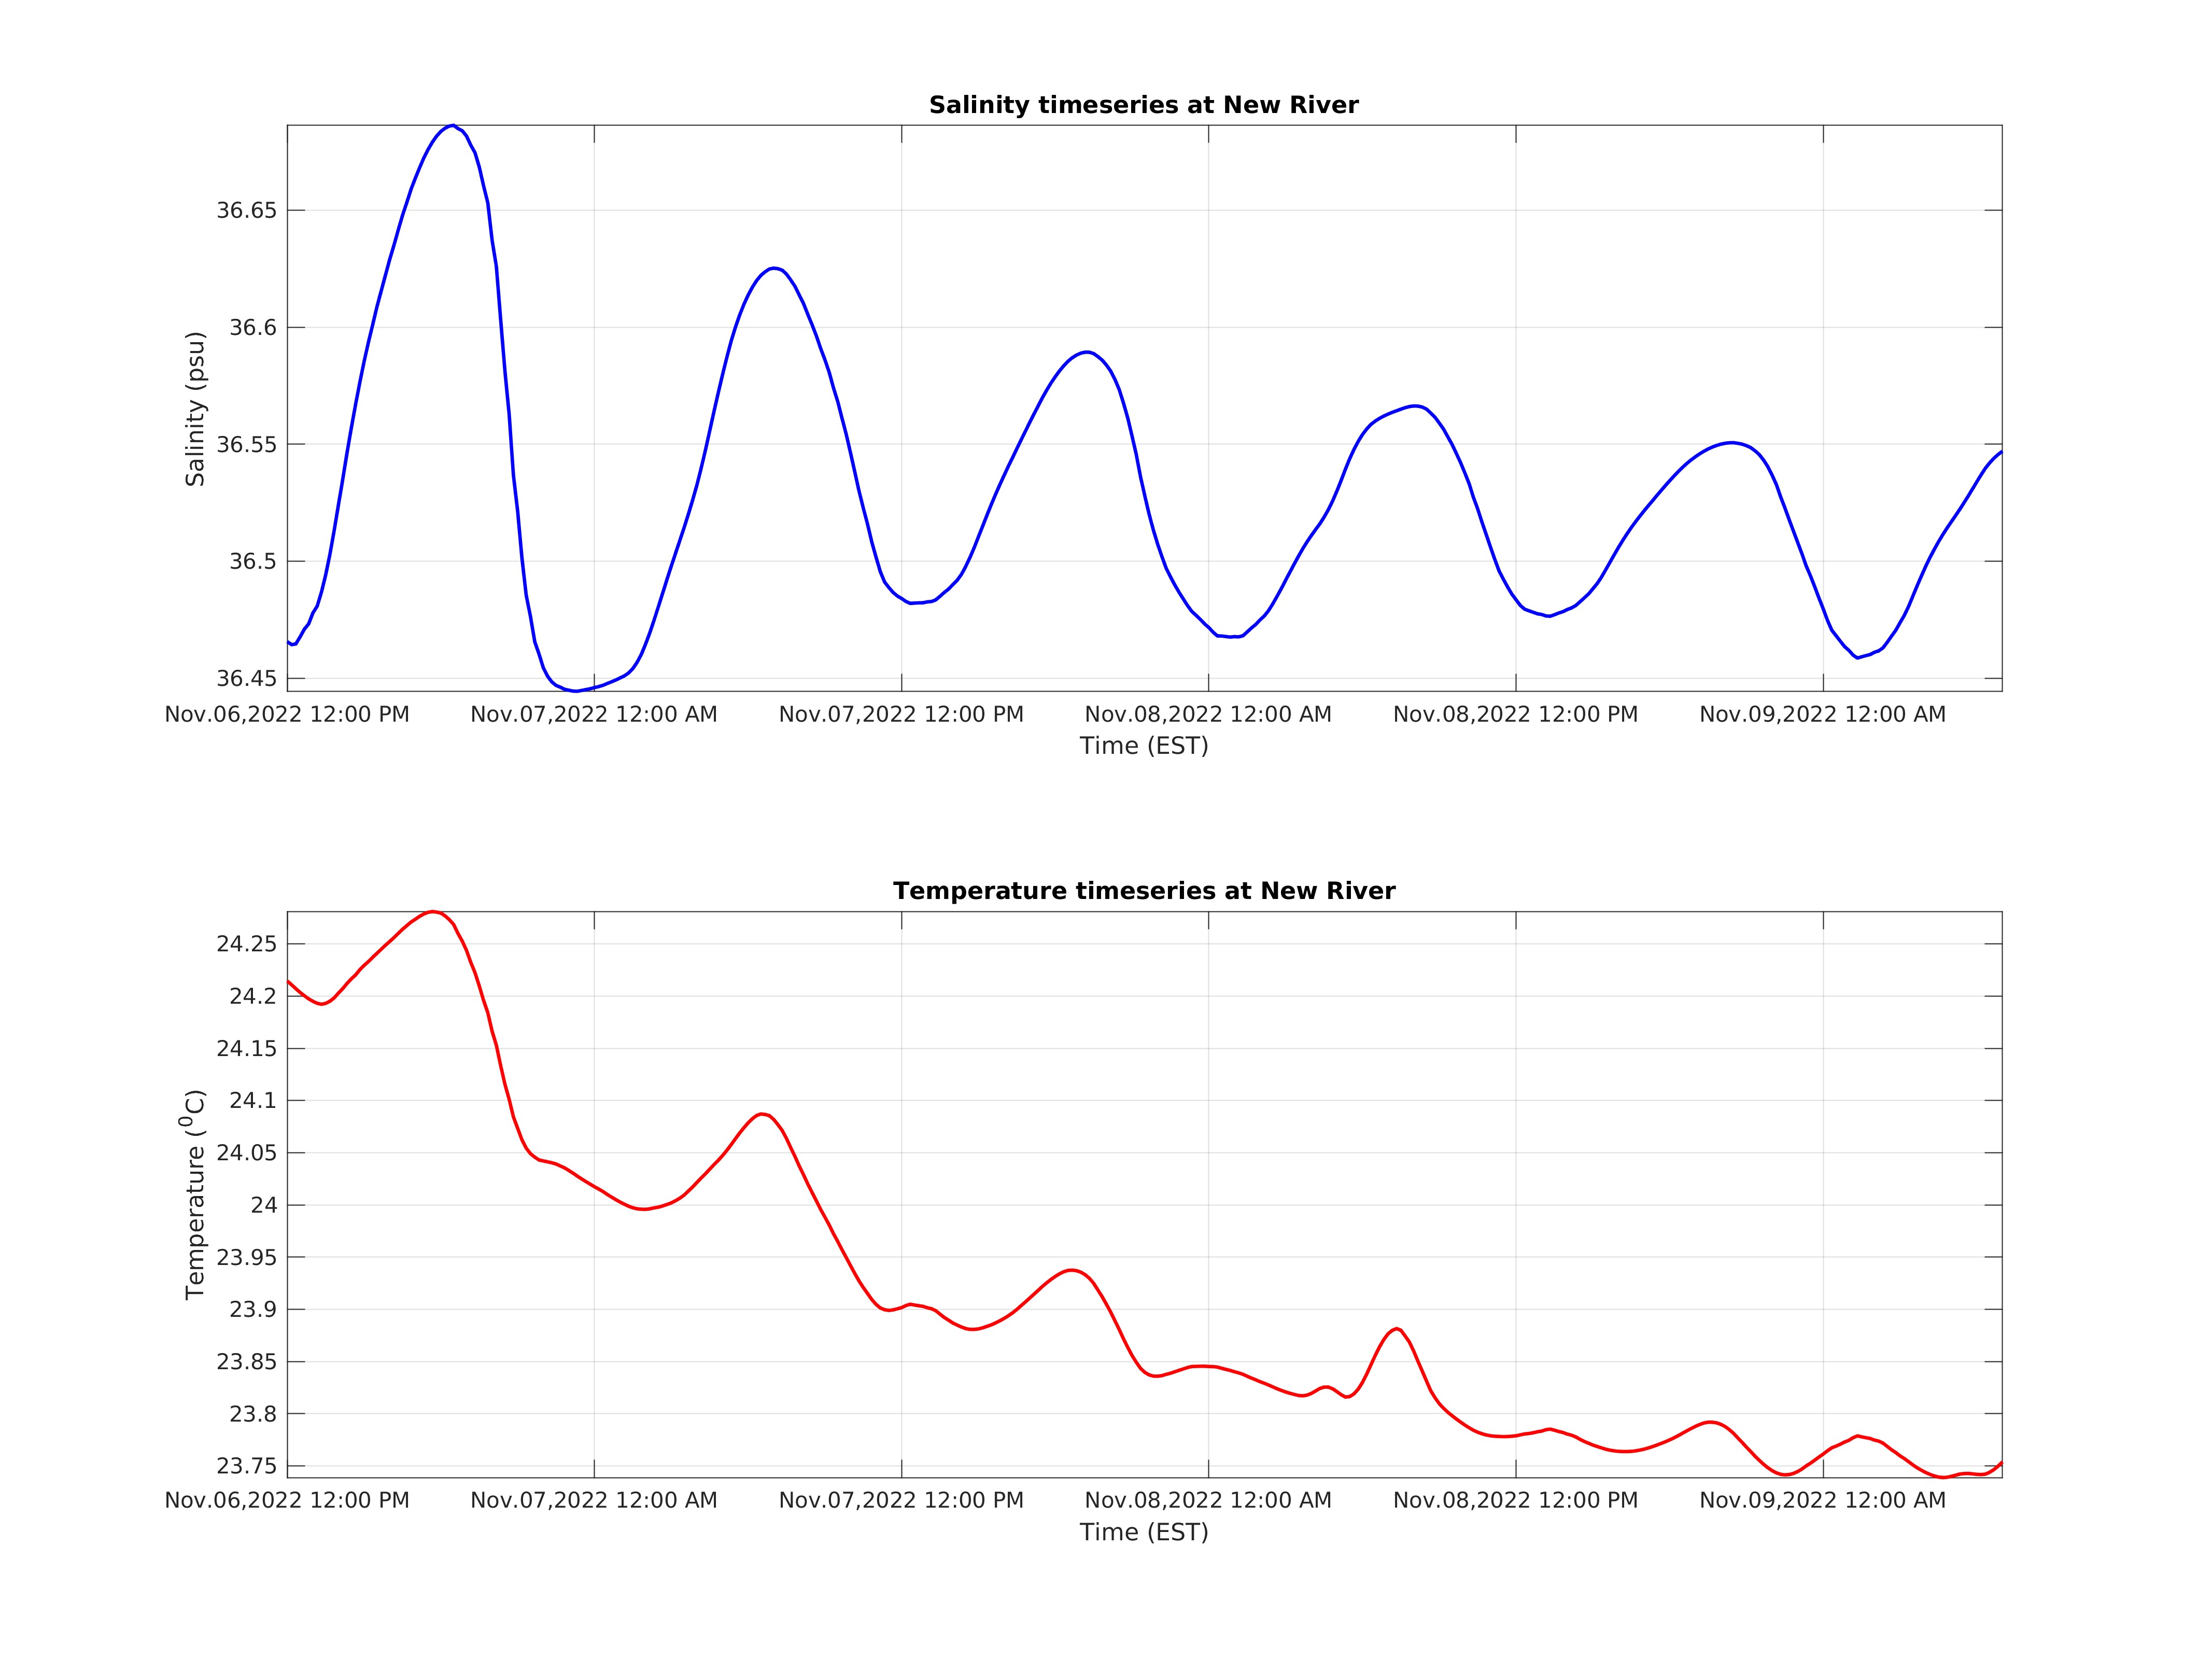 Salinity timeseries at New River
Salinity (psu)
36.65
36.6
36.55
36.5
36.45
Nov.06,2022 12:00 PM Nov.07,2022 12:00 AM Nov.07,2022 12:00 PM Nov.08,2022 12:00 AM Nov.08,2022 12:00 PM Nov.09,2022 12:00 AM
Time (EST)
Temperature timeseries at New River
Temperature (⁰C)
24.25
24.2
24.15
24.1
24.05
24
23.95
23.9
23.85
23.8
23.75
Nov.06,2022 12:00 PM Nov.07,2022 12:00 AM Nov.07,2022 12:00 PM Nov.08,2022 12:00 AM Nov.08,2022 12:00 PM Nov.09,2022 12:00 AM
Time (EST)